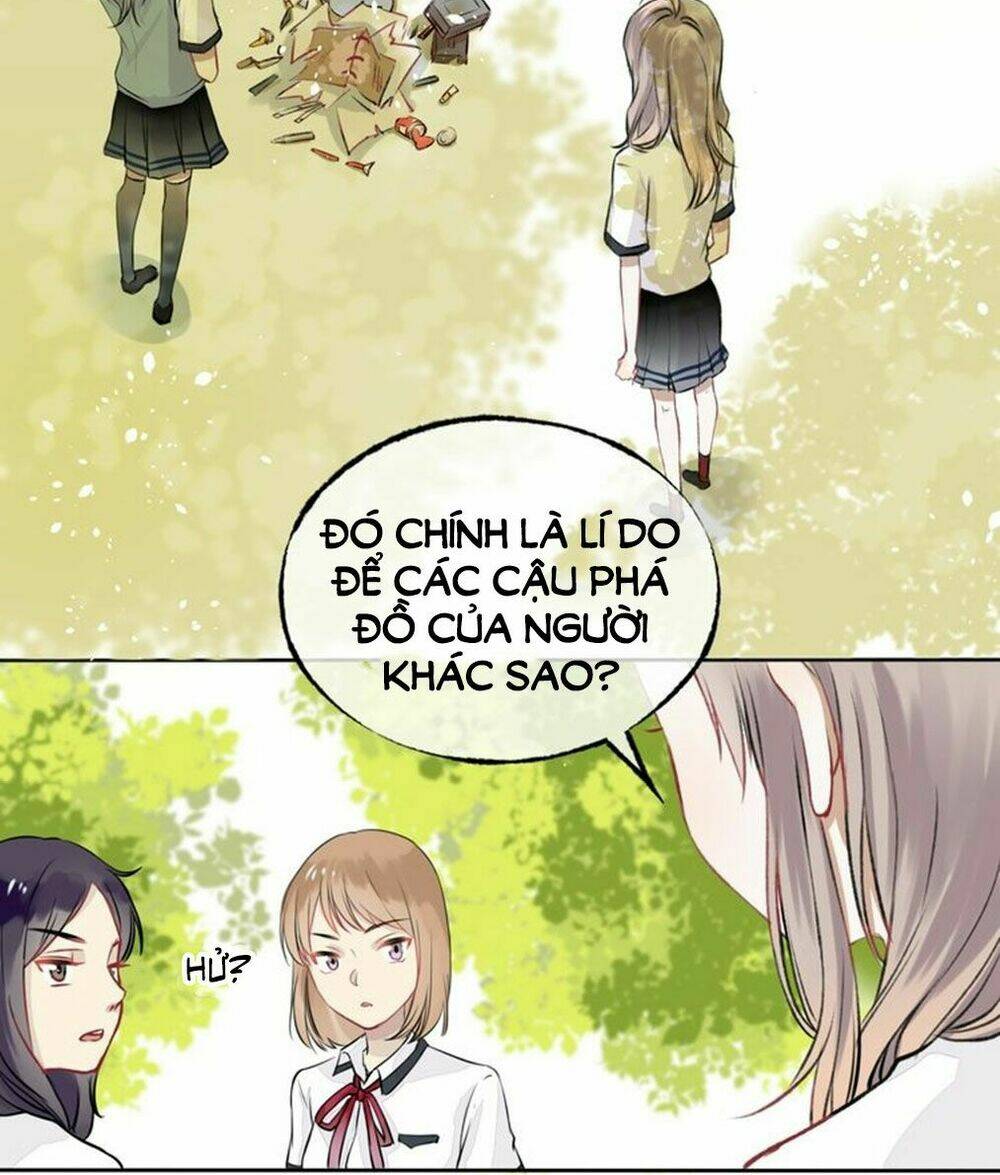 ĐÓ CHÍNH LÀ LÍ DO
ĐỂ CÁC CẬU PHÁ
ĐỒ CỦA NGƯỜI
KHÁC SAO?
HỬ?